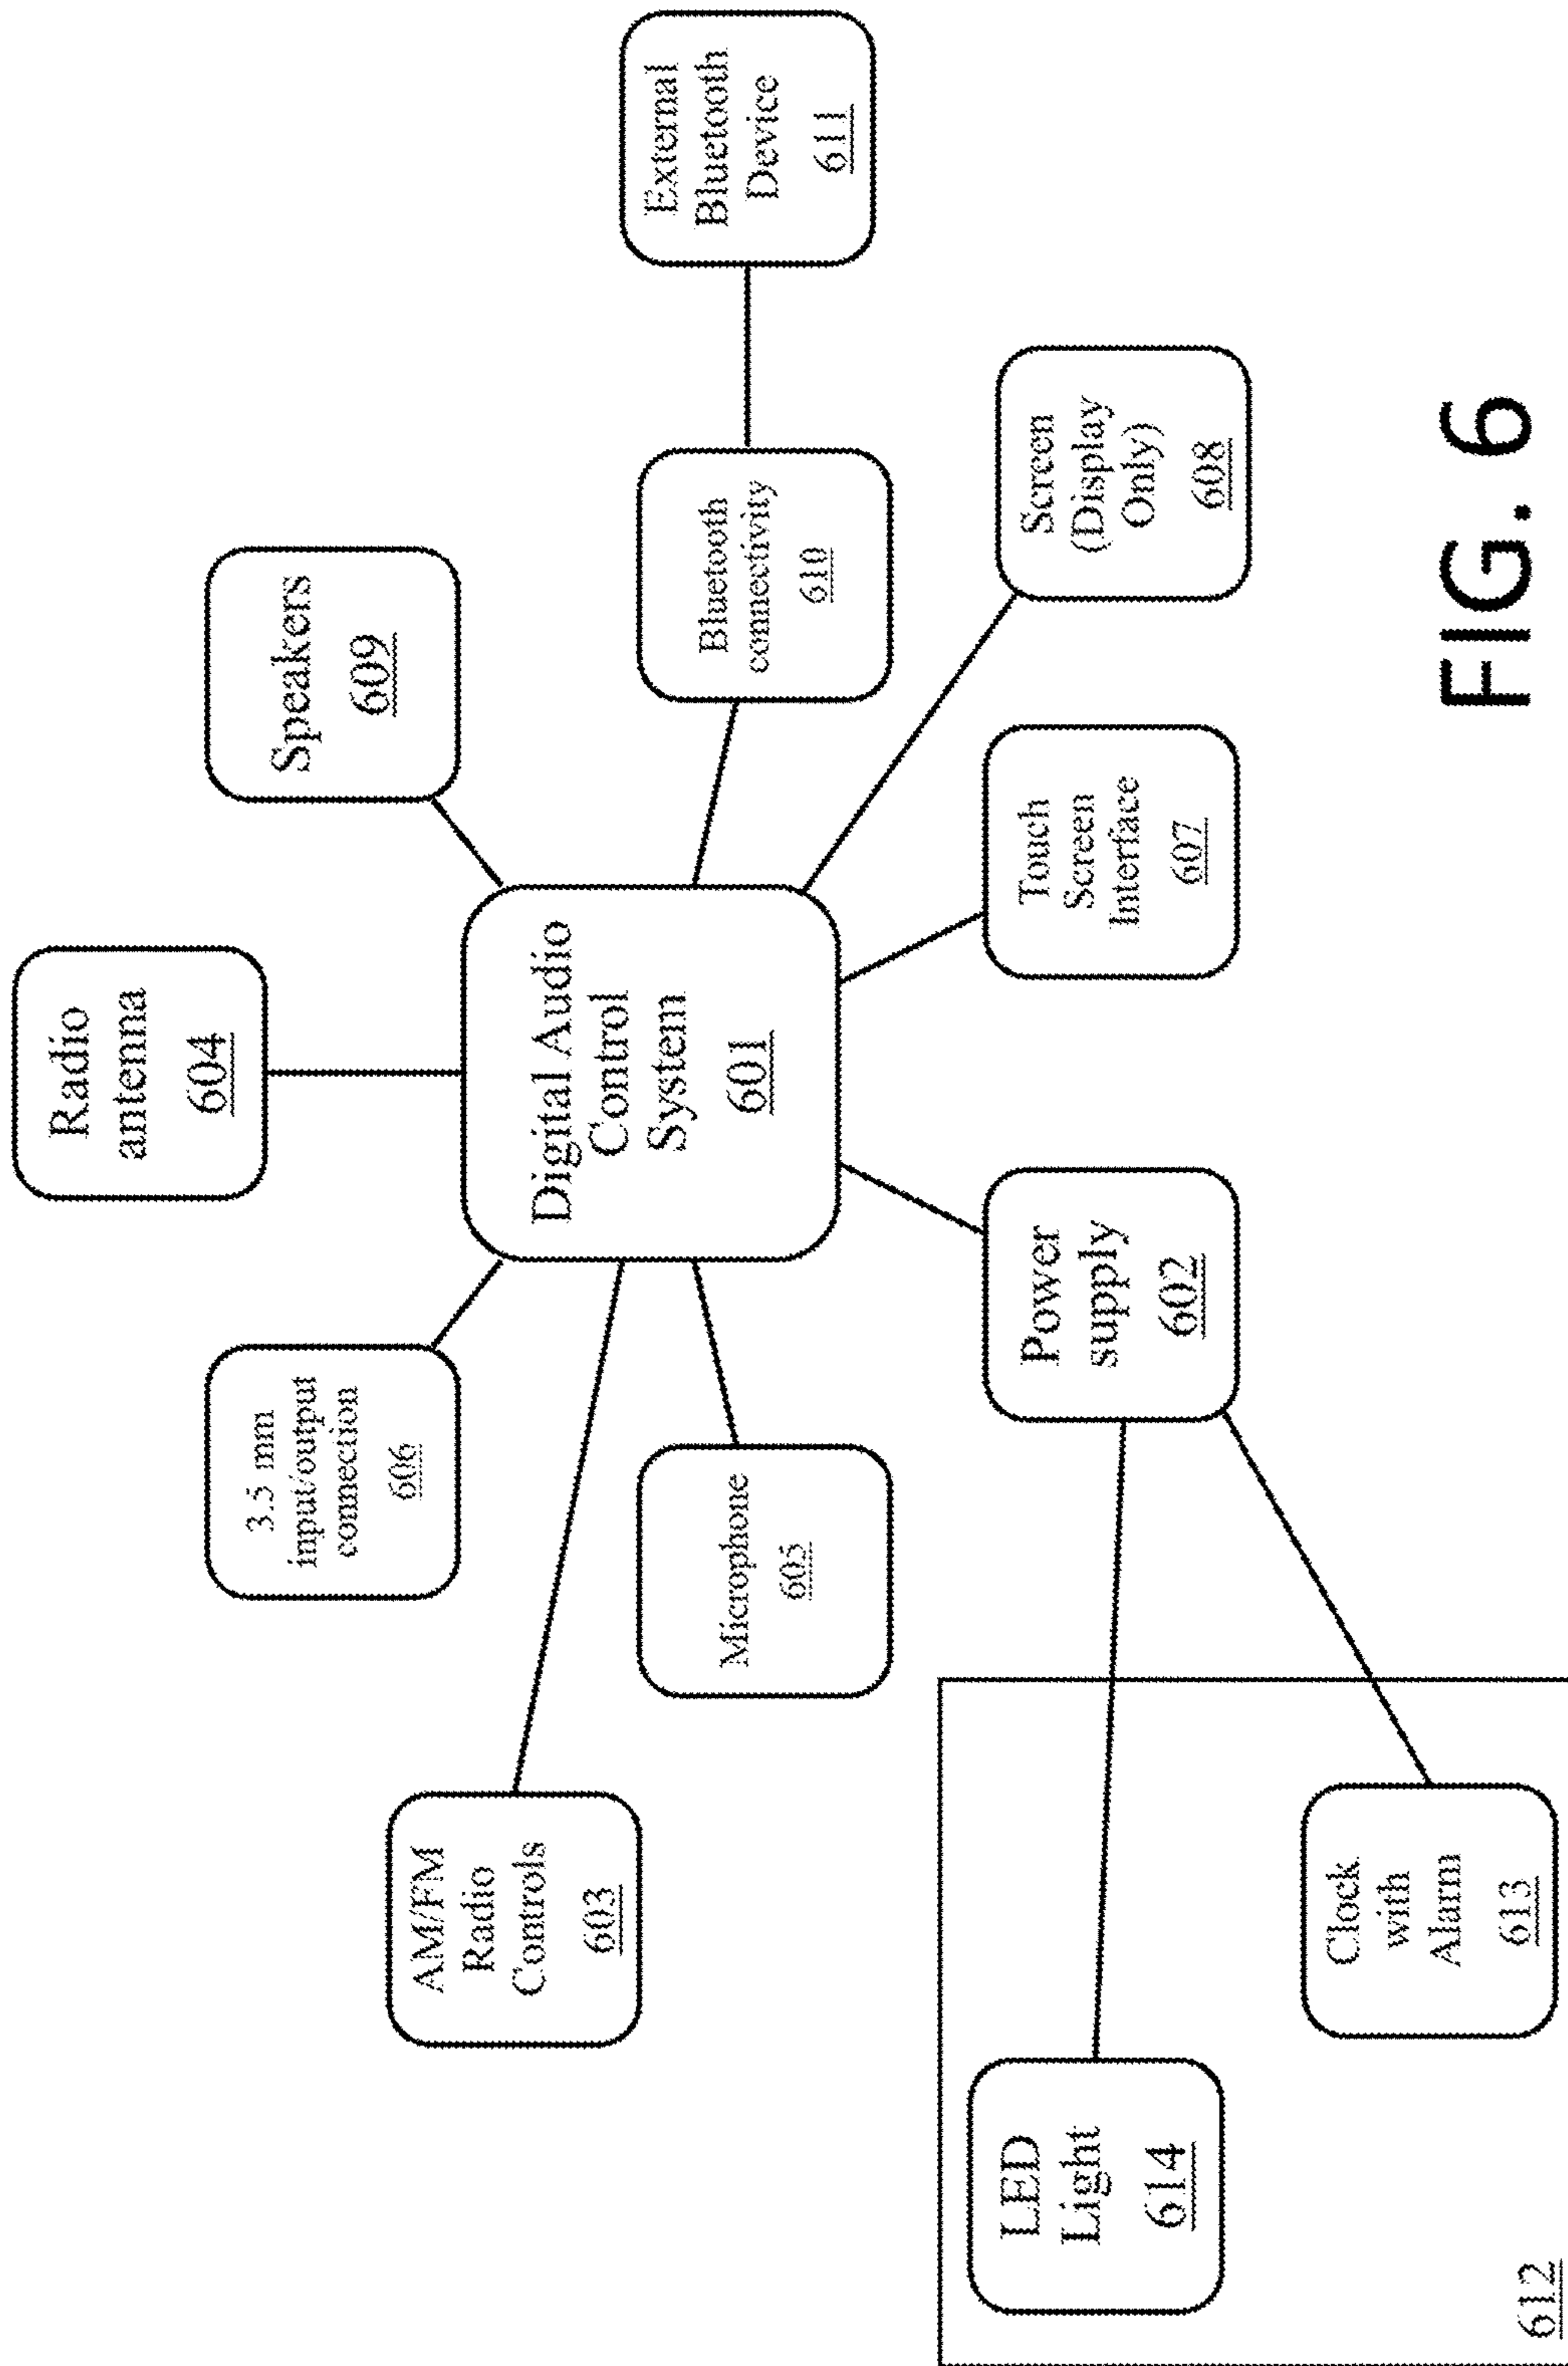 Radio
antenna
604
3.5 mm
input/output
connection
606
Speakers
609
AM/FM
Radio
Controls
603
Digital Audio
Control
System
601
External
Bluetooth
Device
611
Microphone
605
Bluetooth
connectivity
610
LED
Light
614
Power
supply
602
Touch
Screen
Interface
607
Screen
(Display
Only)
608
Clock
with
Alarm
613
612
FIG. 6